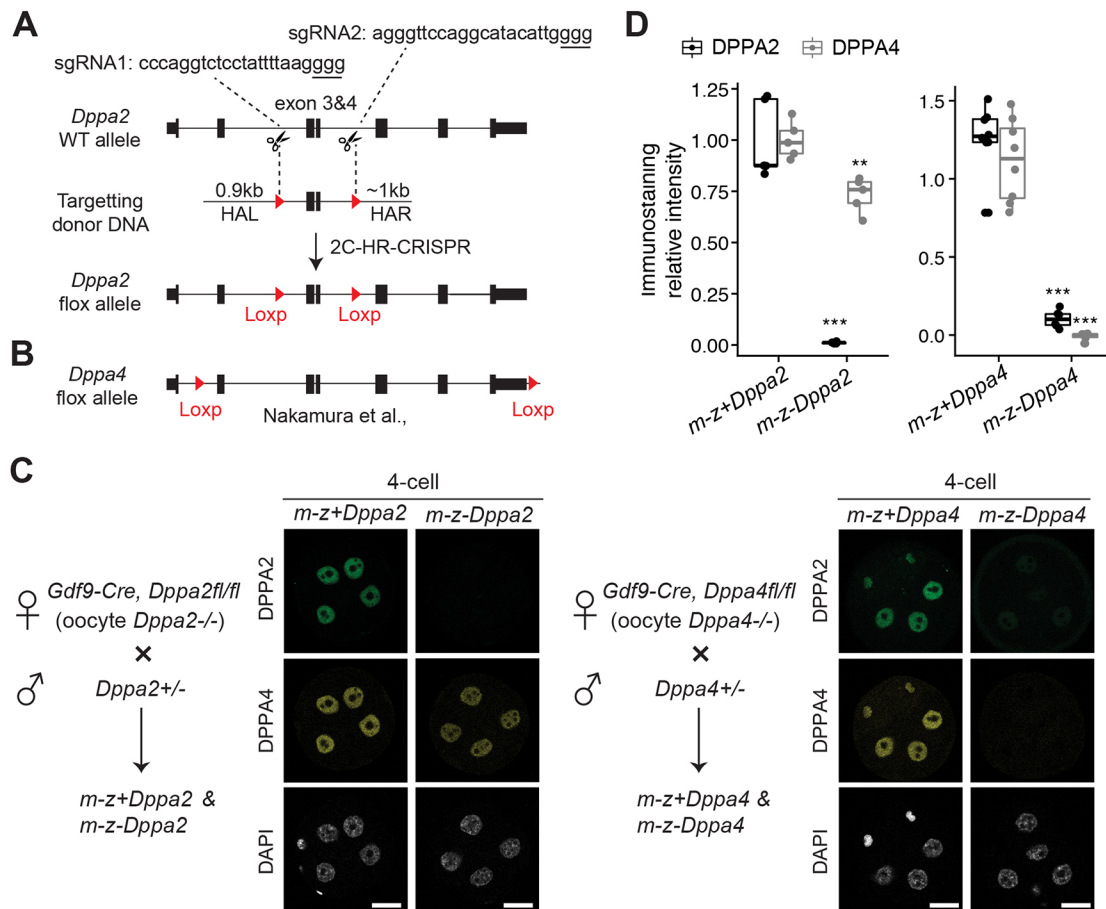 A
sgRNA2: agggttccaggcatacattgggg
sgRNA1: cccaggtctcctattttaagggg
exon 3&4
Dppa2
WT allele
0.9kb
HAL
~1kb
HAR
Targetting
donor DNA
2C-HR-CRISPR
Dppa2
flox allele
Loxp
Loxp
B
Dppa4
flox allele
Loxp
Loxp
Nakamura et al.,
D
DPPA2
DPPA4
Immunostaining
relative intensity
1.25
1.00
0.75
0.50
0.25
0.00
**
***
m-z+Dppa2
m-z-Dppa2
1.5
1.0
0.5
0.0
***
***
m-z+Dppa4
m-z-Dppa4
C
4-cell
m-z+Dppa2
m-z-Dppa2
DPPA2
DPPA4
DAPI
Gdf9-Cre, Dppa2fl/fl
(oocyte Dppa2-/-)
×
Dppa2+/-
m-z+Dppa2 &
m-z-Dppa2
4-cell
m-z+Dppa4
m-z-Dppa4
DPPA2
DPPA4
DAPI
Gdf9-Cre, Dppa4fl/fl
(oocyte Dppa4-/-)
×
Dppa4+/-
m-z+Dppa4 &
m-z-Dppa4